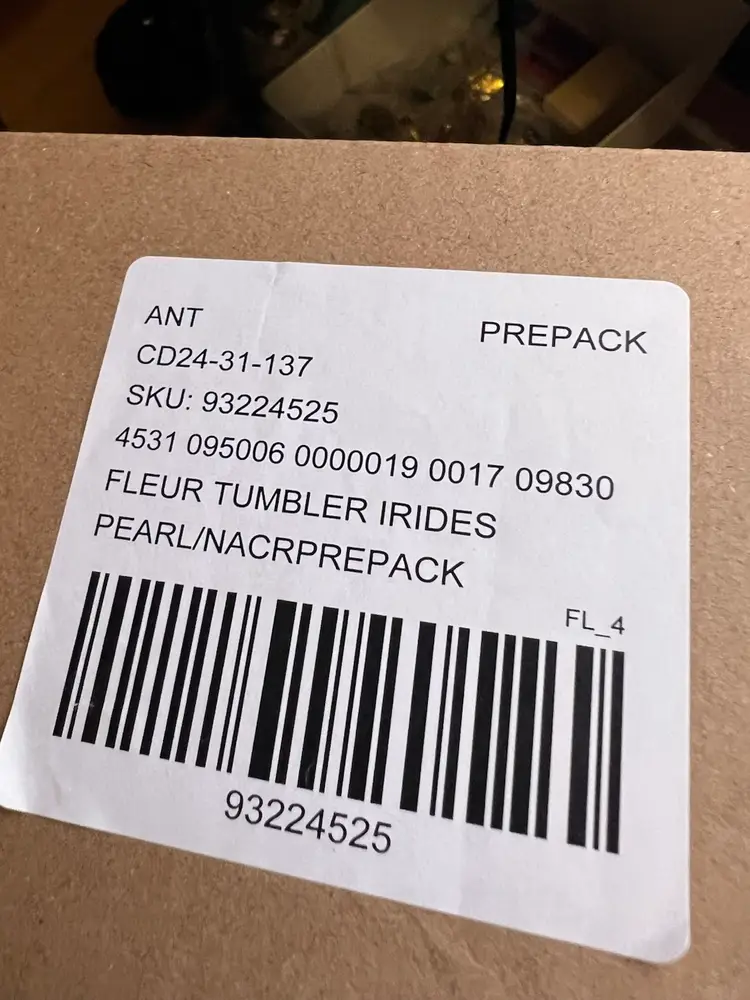 ANT
PREPACK
CD24-31-137
SKU: 93224525
4531 095006 0000019 0017 09830
FLEUR TUMBLER IRIDES
PEARL/NACRPREPACK
FL_4
93224525